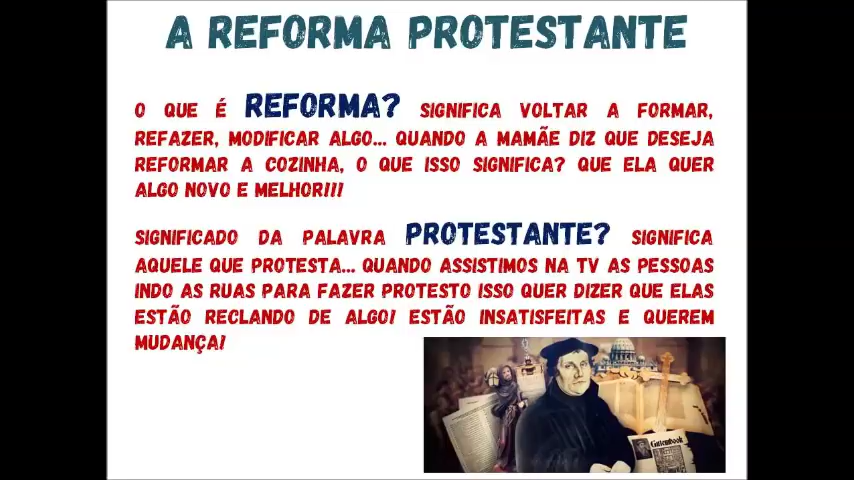 A REFORMA PROTESTANTE
O QUE É REFORMA? SIGNIFICA VOLTAR A FORMAR,
REFAZER, MODIFICAR ALGO... QUANDO A MAMÃE DIZ QUE DESEJA
REFORMAR A COZINHA, O QUE ISSO SIGNIFICA? QUE ELA QUER
ALGO NOVO E MELHOR!!!
SIGNIFICADO DA PALAVRA PROTESTANTE? SIGNIFICA
AQUELE QUE PROTESTA... QUANDO ASSISTIMOS NA TV AS PESSOAS
INDO AS RUAS PARA FAZER PROTESTO ISSO QUER DIZER QUE ELAS
ESTÃO RECLANDO DE ALGO! ESTÃO INSATISFEITAS E QUEREM
MUDANÇA!
Gutembook